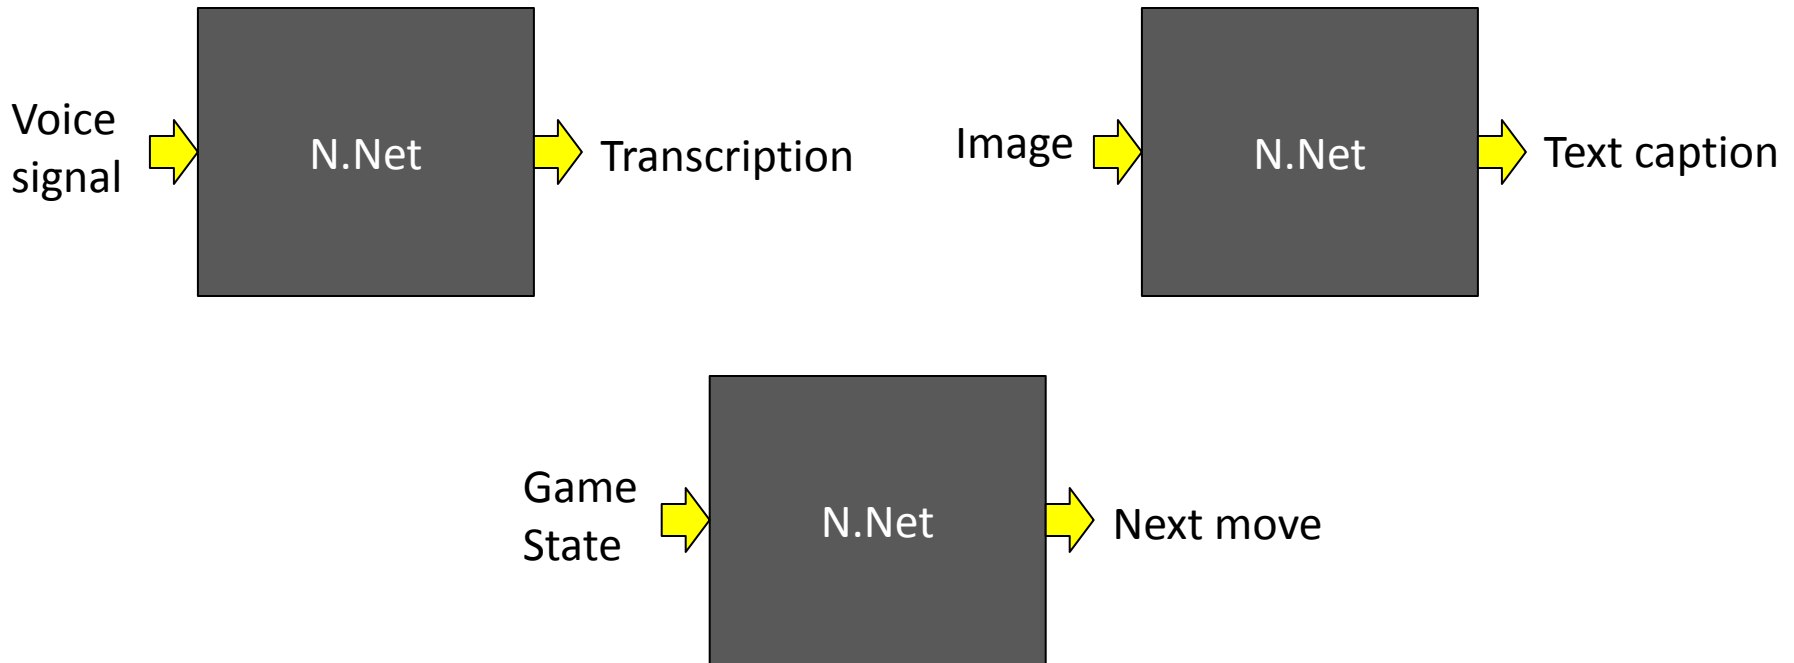 Voice
signal
N.Net
Transcription
Image
N.Net
Text caption
Game
State
N.Net
Next move